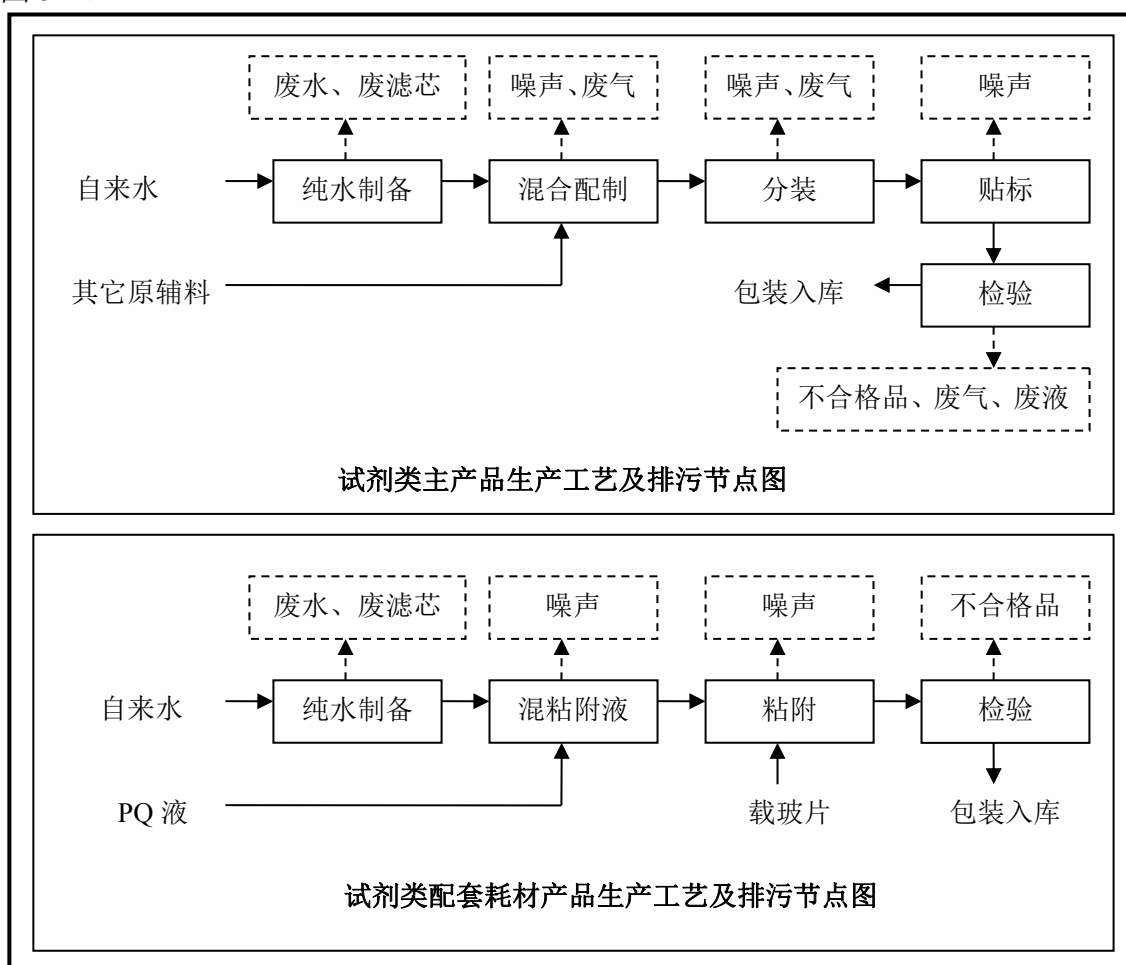 废水、废滤芯
噪声、废气
噪声、废气
噪声
自来水
纯水制备
混合配制
分装
贴标
其它原辅料
包装入库
检验
不合格品、废气、废液
试剂类主产品生产工艺及排污节点图
废水、废滤芯
噪声
噪声
不合格品
自来水
纯水制备
混粘附液
粘附
检验
PQ 液
载玻片
包装入库
试剂类配套耗材产品生产工艺及排污节点图